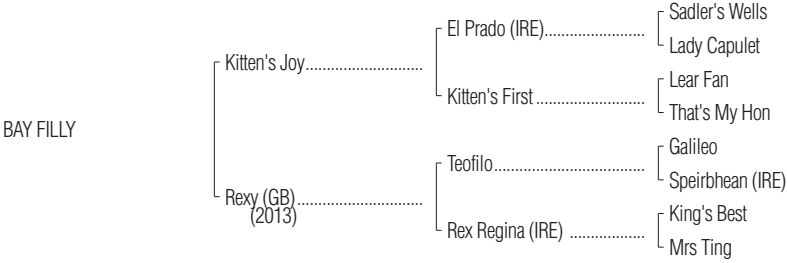 Sadler's Wells
El Prado (IRE)........................
Lady Capulet
Kitten's Joy............................
Lear Fan
Kitten's First ..........................
That's My Hon
BAY FILLY
Galileo
Teofilo....................................
Speirbhean (IRE)
Rexy (GB)..............................
(2013)
King's Best
Rex Regina (IRE) ..................
Mrs Ting